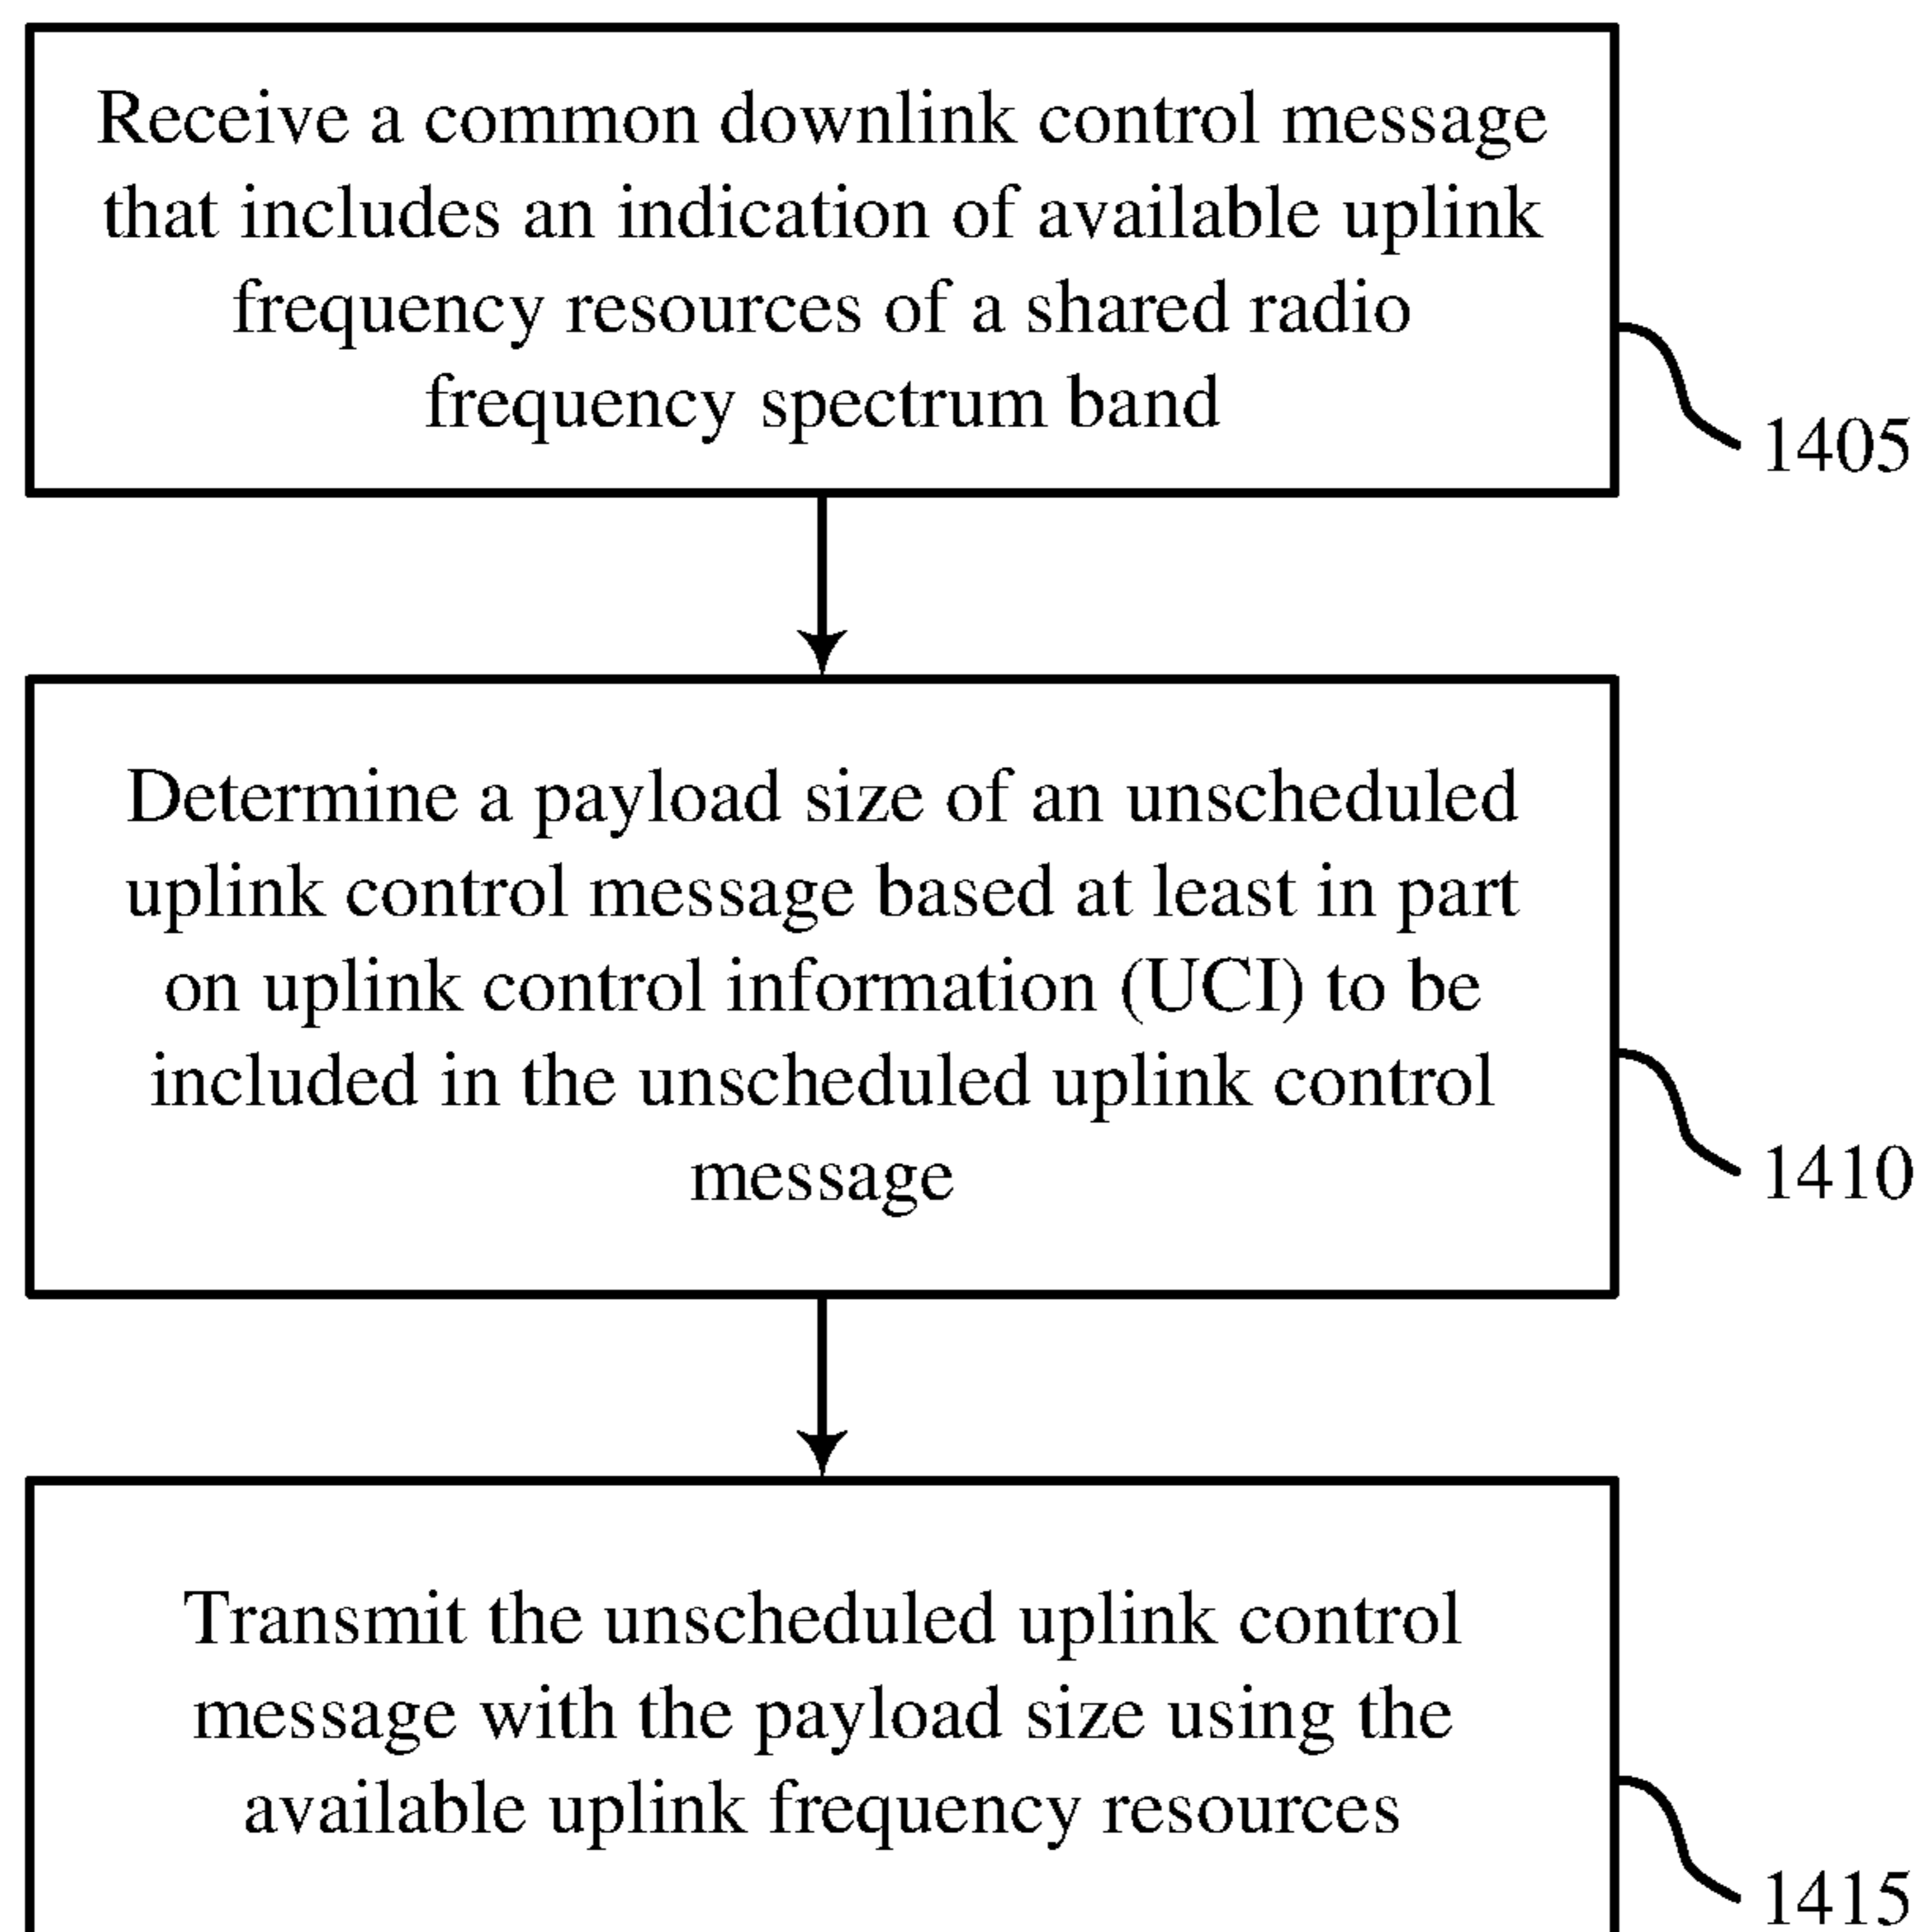 Receive a common downlink control message
that includes an indication of available uplink
frequency resources of a shared radio
frequency spectrum band
1405
Determine a payload size of an unscheduled
uplink control message based at least in part
on uplink control information (UCI) to be
included in the unscheduled uplink control
message
1410
Transmit the unscheduled uplink control
message with the payload size using the
available uplink frequency resources
1415